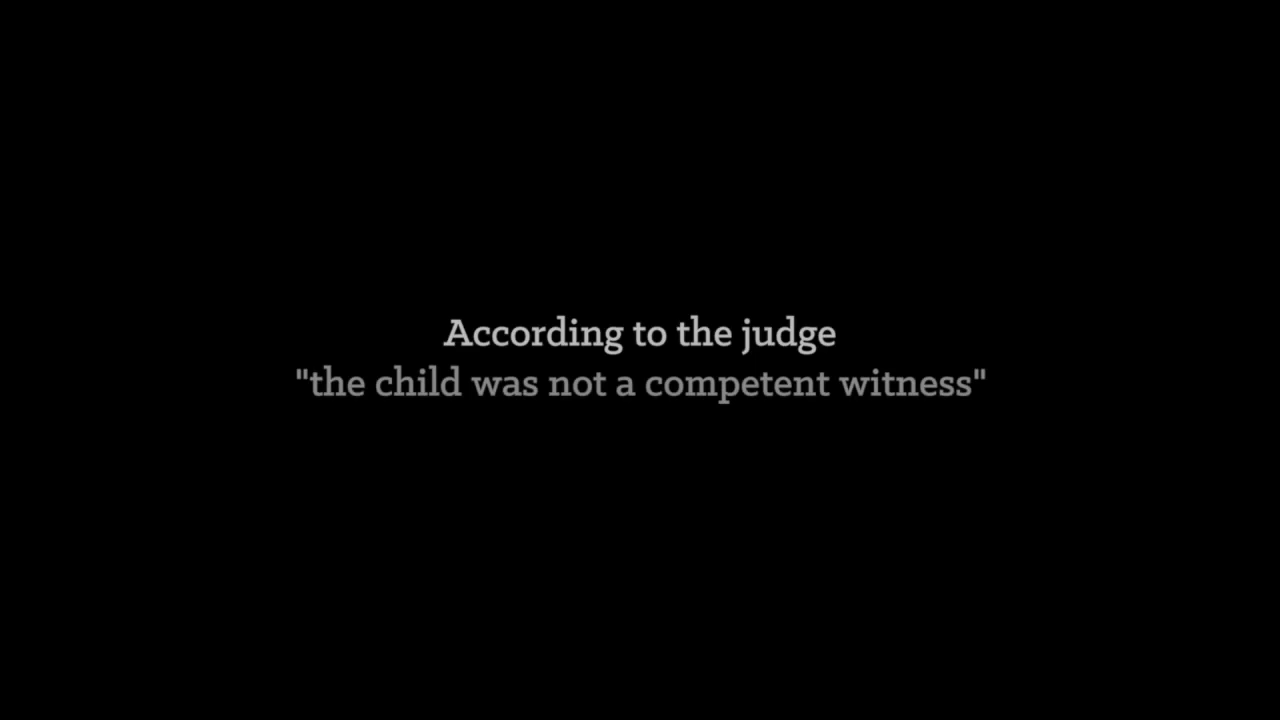 According to the judge
"the child was not a competent witness"